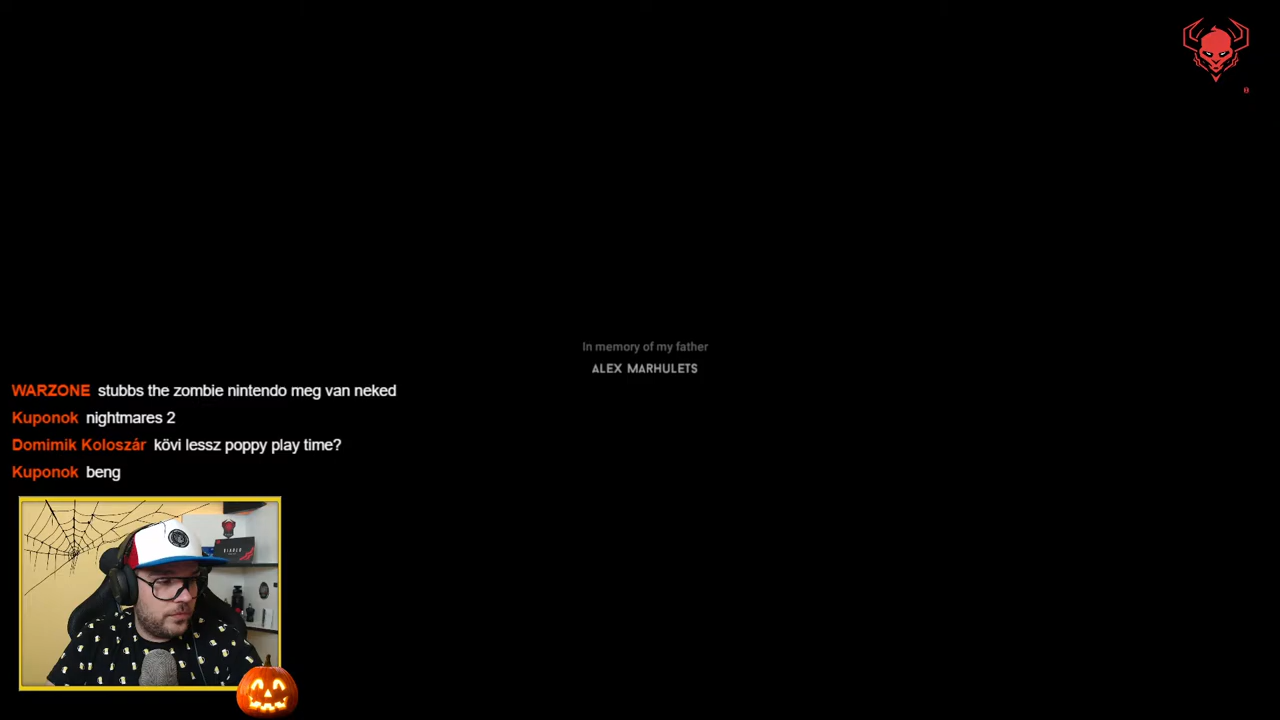 In memory of my father
ALEX MARHULETS
WARZONE stubbs the zombie nintendo meg van neked
Kuponok nightmares 2
Domimik Koloszár kövi lessz poppy play time?
Kuponok beng